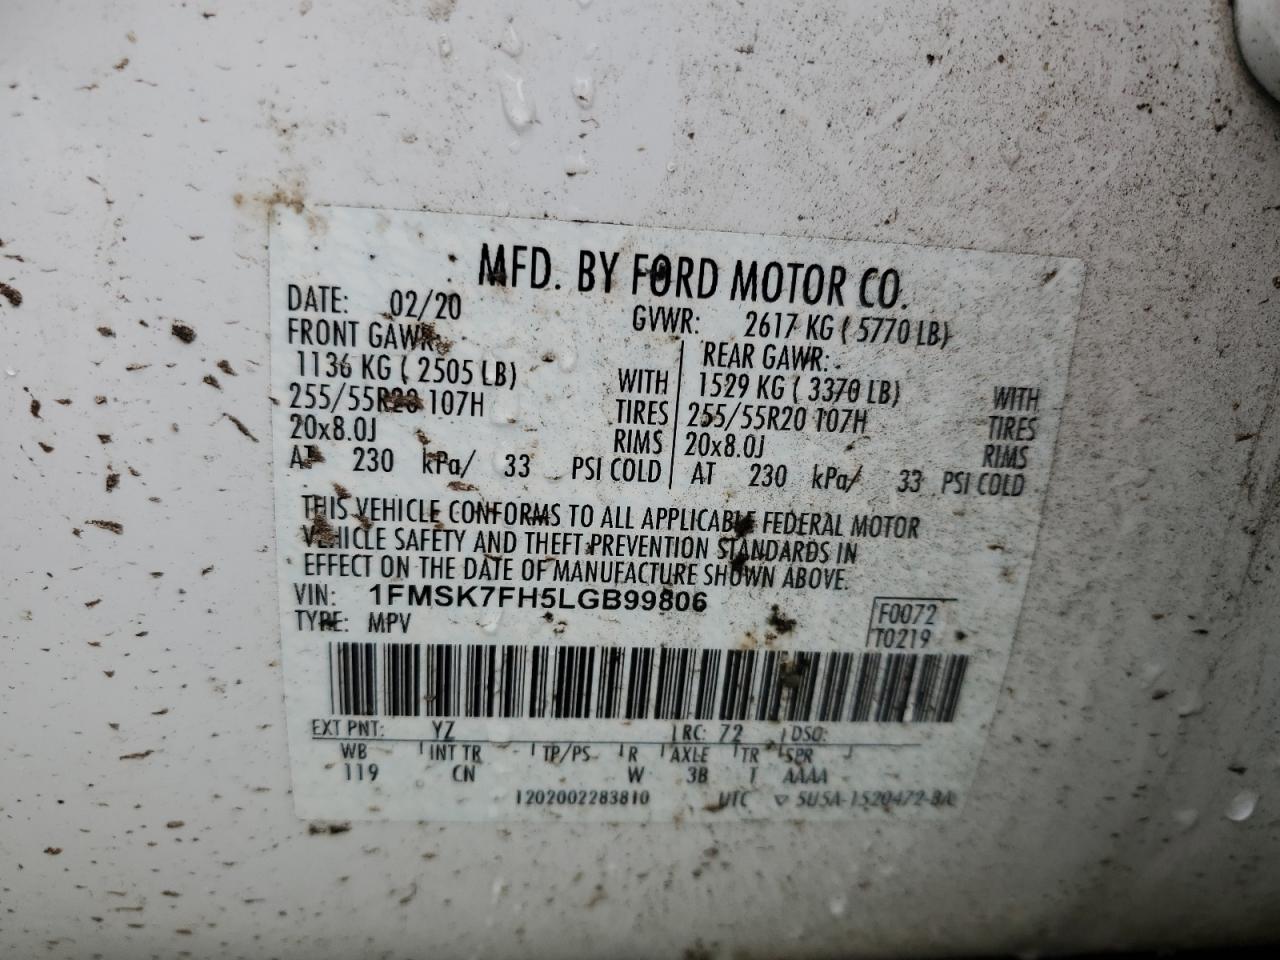 MFD. BY FORD MOTOR CO.
DATE: 02/20 GVWR: 2617 KG ( 5770 LB)
FRONT GAWR: REAR GAWR:
1136 KG ( 2505 LB) WITH 1529 KG ( 3370 LB) WITH
255/55R20 107H TIRES 255/55R20 107H TIRES
20x8.0J RIMS 20x8.0J RIMS
AT 230 kPa/ 33 PSI COLD AT 230 kPa/ 33 PSI COLD
THIS VEHICLE CONFORMS TO ALL APPLICABLE FEDERAL MOTOR
VEHICLE SAFETY AND THEFT PREVENTION STANDARDS IN
EFFECT ON THE DATE OF MANUFACTURE SHOWN ABOVE.
VIN: 1FMSK7FH5LGB99806 F0072
TYPE: MPV T0219
EXT PNT: YZ RC: 72 DSO:
WB INT TR TP/PS R AXLE TR SPR
119 CN W 3B T AAAA
1202002283810 UTC ▽ 5U5A-1520472-